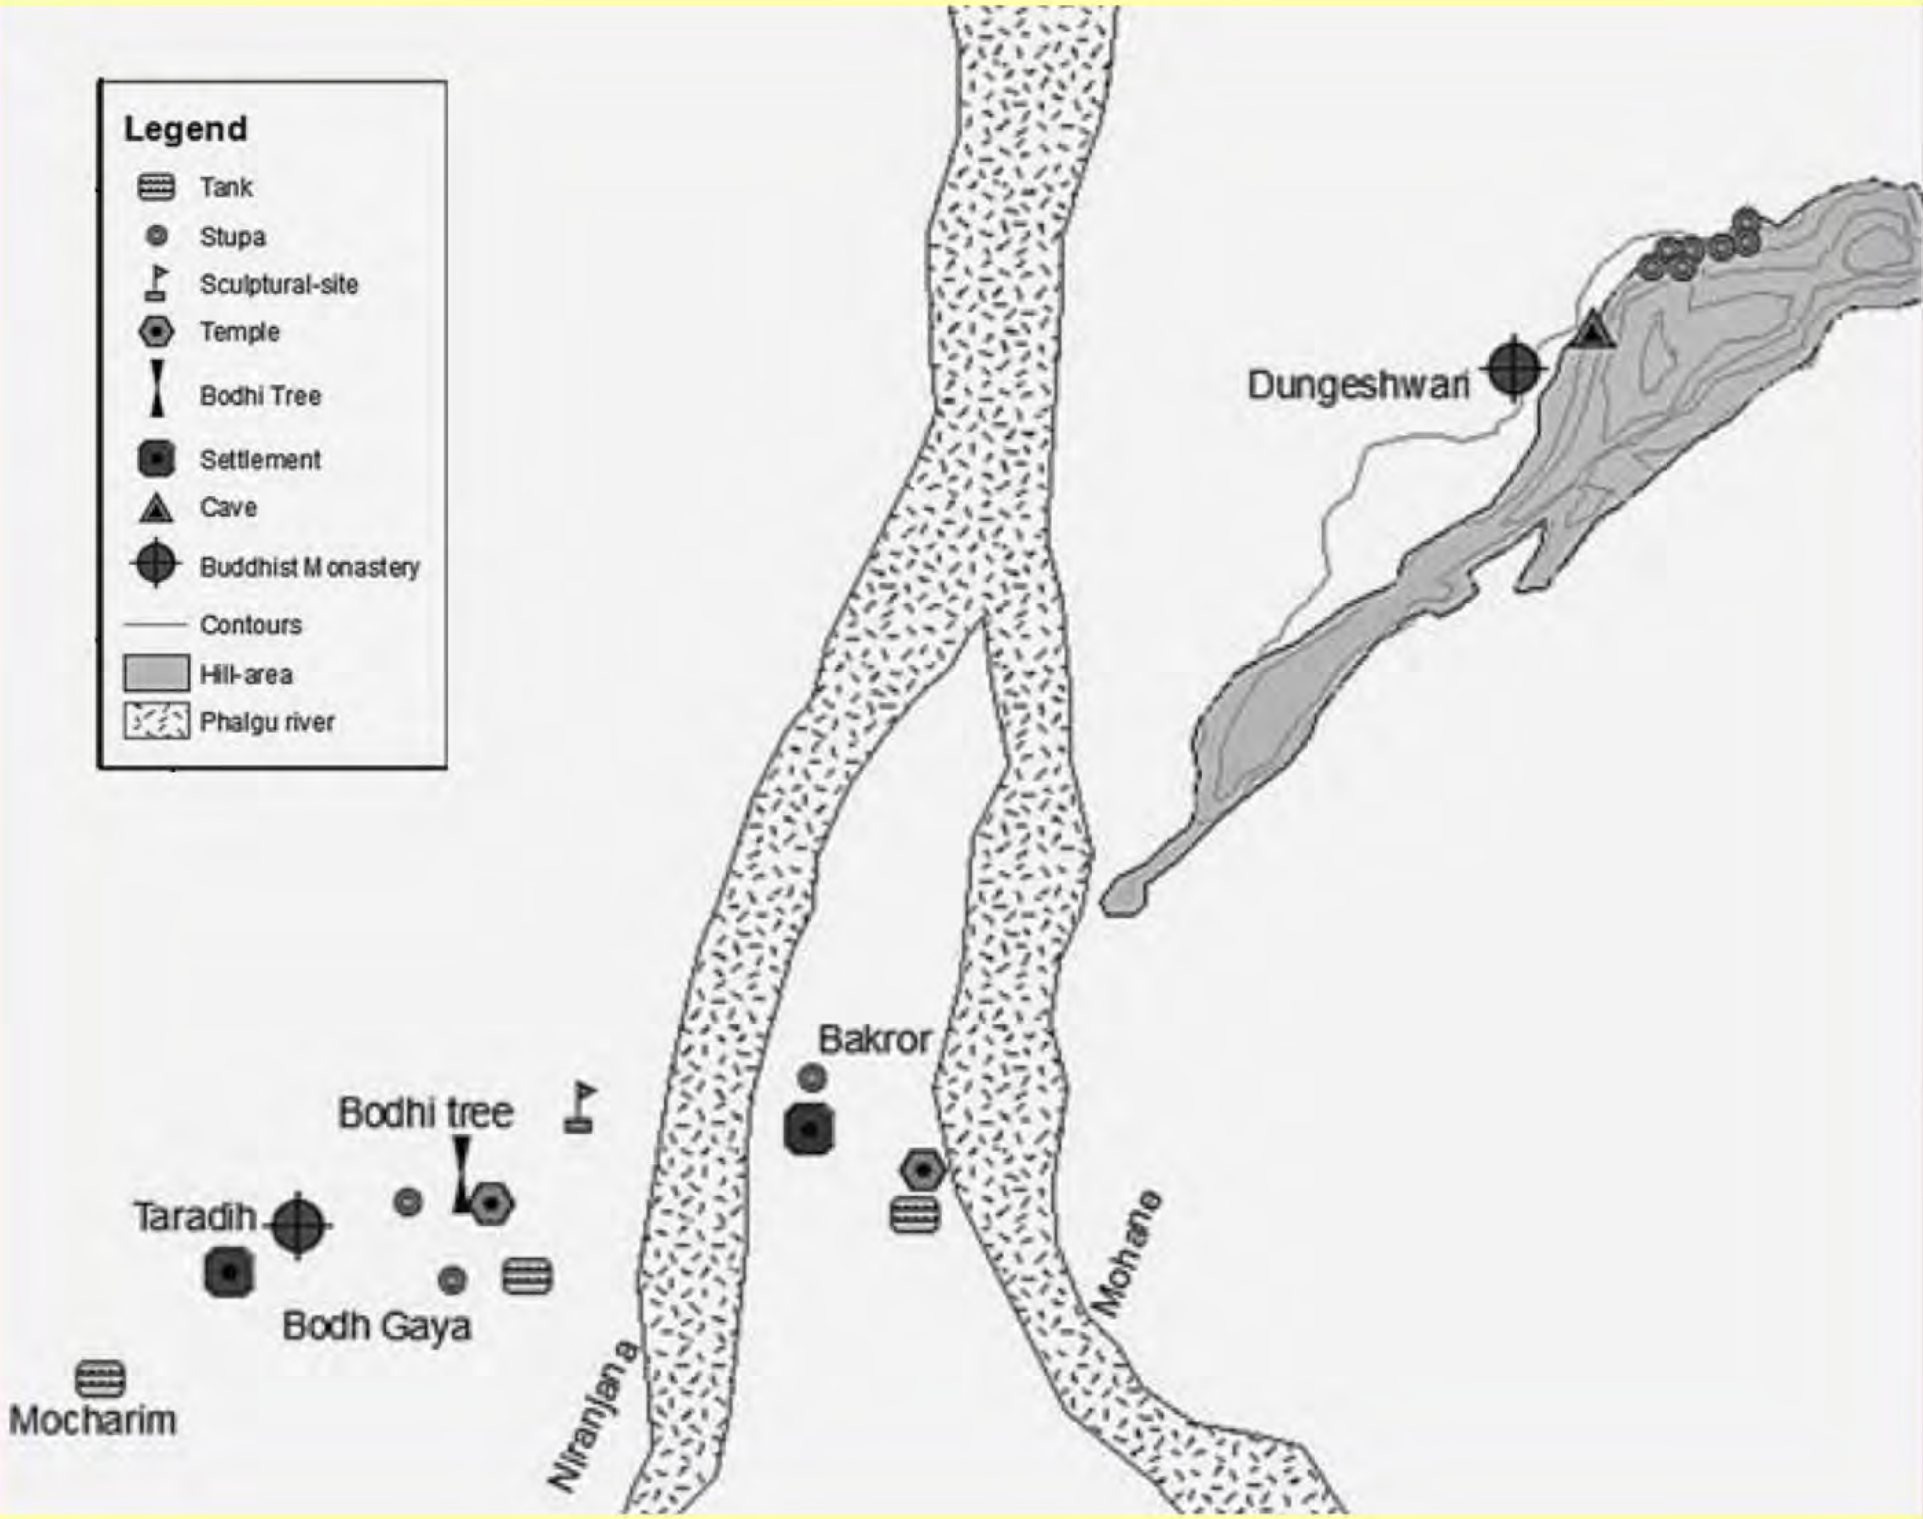 Legend
Tank
Stupa
Sculptural-site
Temple
Bodhi Tree
Settlement
Cave
Buddhist Monastery
Contours
Hill-area
Phalgu river
Dungeshwari
Bakror
Bodhi tree
Taradih
Bodh Gaya
Mocharim
Niranjana
Mohane